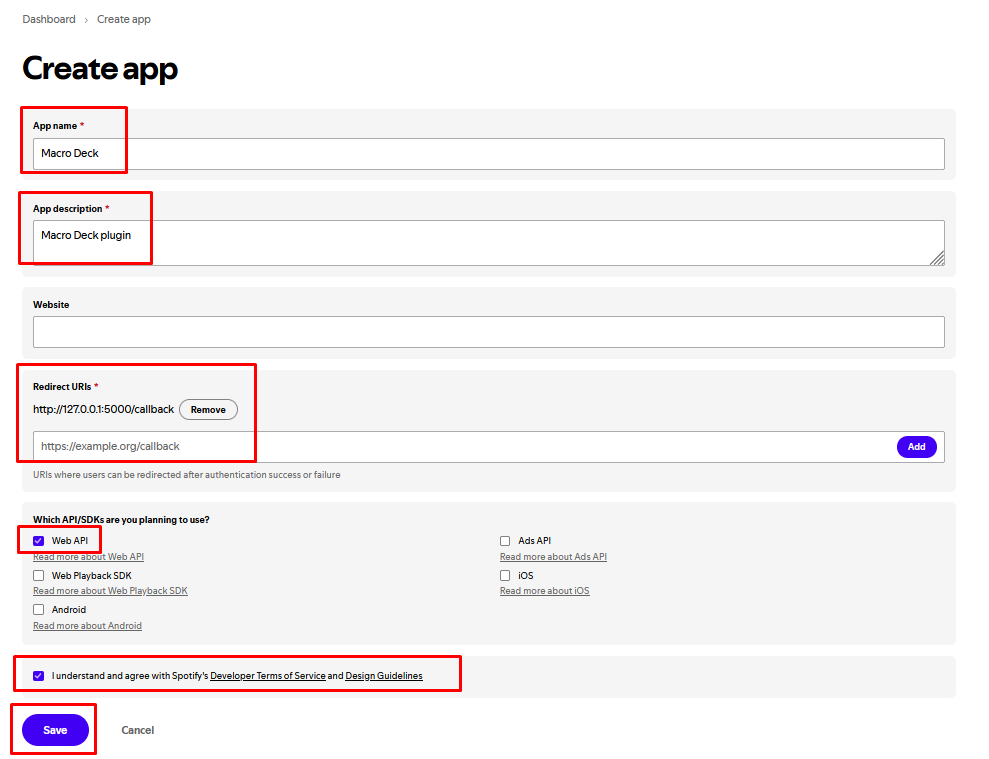 Dashboard › Create app
Create app
App name *
Macro Deck
App description *
Macro Deck plugin
Website
Redirect URIs *
http://127.0.0.1:5000/callback Remove
https://example.org/callback Add
URIs where users can be redirected after authentication success or failure
Which API/SDKs are you planning to use?
Web API
Read more about Web API
Ads API
Read more about Ads API
Web Playback SDK
Read more about Web Playback SDK
iOS
Read more about iOS
Android
Read more about Android
I understand and agree with Spotify's Developer Terms of Service and Design Guidelines
Save Cancel